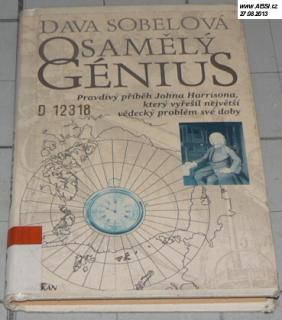 www.AtSSl.cz
27.08.2013
DAVA SOBELOVÁ
OSAMĚLÝ
GÉNIUS
Pravdivý příběh Johna Harrisona,
který vyřešil největší
vědecký problém své doby
D 12318